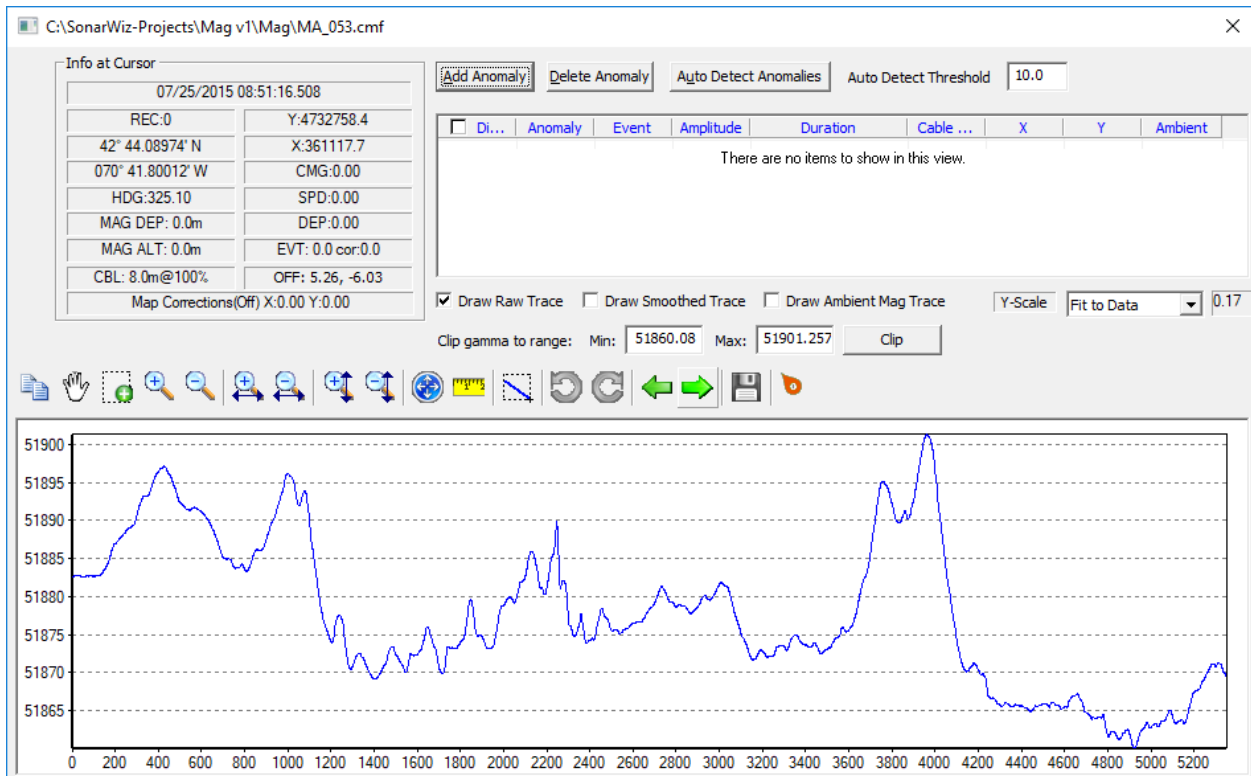 C:\SonarWiz-Projects\Mag v1\Mag\MA_053.cmf
Info at Cursor
07/25/2015 08:51:16.508
REC:0 Y:4732758.4
42° 44.08974' N X:361117.7
070° 41.80012' W CMG:0.00
HDG:325.10 SPD:0.00
MAG DEP: 0.0m DEP:0.00
MAG ALT: 0.0m EVT: 0.0 cor:0.0
CBL: 8.0m@100% OFF: 5.26, -6.03
Map Corrections(Off) X:0.00 Y:0.00
Add Anomaly Delete Anomaly Auto Detect Anomalies Auto Detect Threshold 10.0
Di... Anomaly Event Amplitude Duration Cable ... X Y Ambient
There are no items to show in this view.
Draw Raw Trace Draw Smoothed Trace Draw Ambient Mag Trace Y-Scale Fit to Data 0.17
Clip gamma to range: Min: 51860.08 Max: 51901.257 Clip
51900
51895
51890
51885
51880
51875
51870
51865
0 200 400 600 800 1000 1200 1400 1600 1800 2000 2200 2400 2600 2800 3000 3200 3400 3600 3800 4000 4200 4400 4600 4800 5000 5200